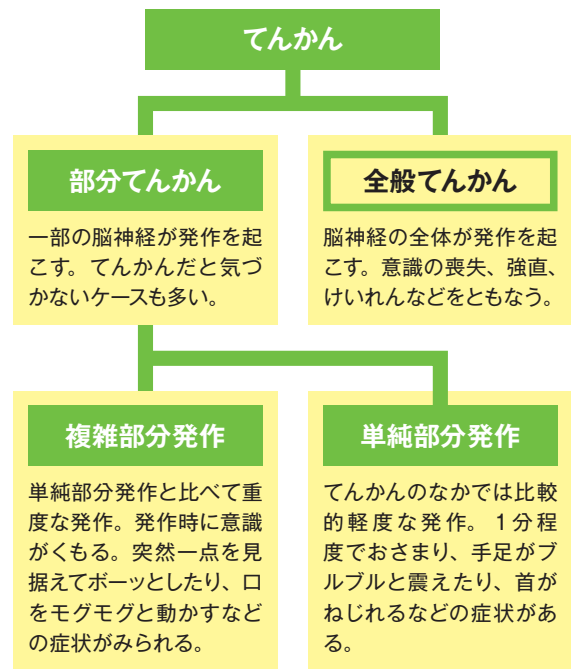 てんかん
部分てんかん
一部の脳神経が発作を起
こす。てんかんだと気づ
かないケースも多い。
全般てんかん
脳神経の全体が発作を起
こす。意識の喪失、強直、
けいれんなどをともなう。
複雑部分発作
単純部分発作と比べて重
度な発作。発作時に意識
がくもる。突然一点を見
据えてボーッとしたり、口
をモグモグと動かすなど
の症状がみられる。
単純部分発作
てんかんのなかでは比較
的軽度な発作。1分程
度でおさまり、手足がブ
ルブルと震えたり、首が
ねじれるなどの症状があ
る。